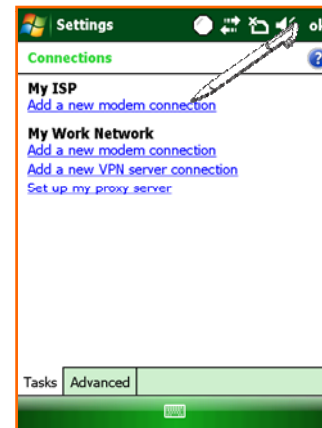 Settings
ok
Connections
?
My ISP
Add a new modem connection
My Work Network
Add a new modem connection
Add a new VPN server connection
Set up my proxy server
Tasks Advanced